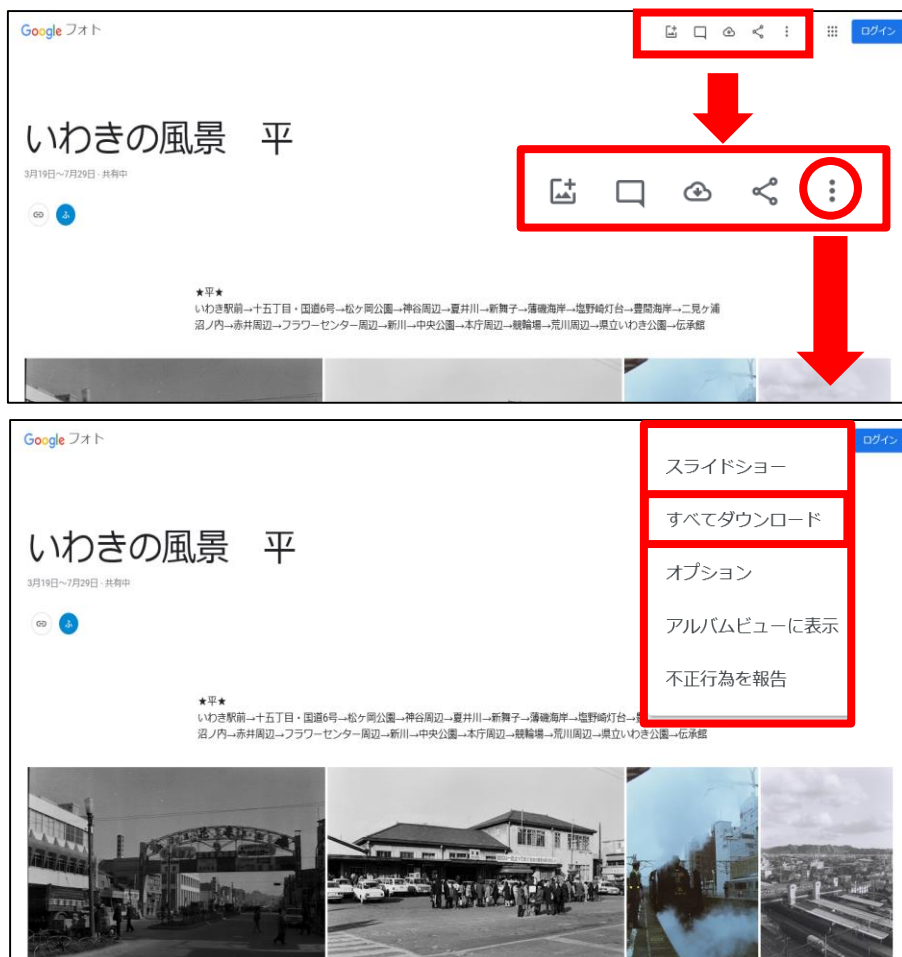 Google フォト
ログイン
いわきの風景　平
3月19日～7月29日 · 共有中
★平★
いわき駅前→十五丁目・国道6号→松ヶ岡公園→神谷周辺→夏井川→新舞子→薄磯海岸→塩野崎灯台→豊間海岸→二見ヶ浦
沼ノ内→赤井周辺→フラワーセンター周辺→新川→中央公園→本庁周辺→競輪場→荒川周辺→県立いわき公園→伝承館
Google フォト
ログイン
スライドショー
すべてダウンロード
オプション
アルバムビューに表示
不正行為を報告
いわきの風景　平
3月19日～7月29日 · 共有中
★平★
いわき駅前→十五丁目・国道6号→松ヶ岡公園→神谷周辺→夏井川→新舞子→薄磯海岸→塩野崎灯台→
沼ノ内→赤井周辺→フラワーセンター周辺→新川→中央公園→本庁周辺→競輪場→荒川周辺→県立いわき公園→伝承館